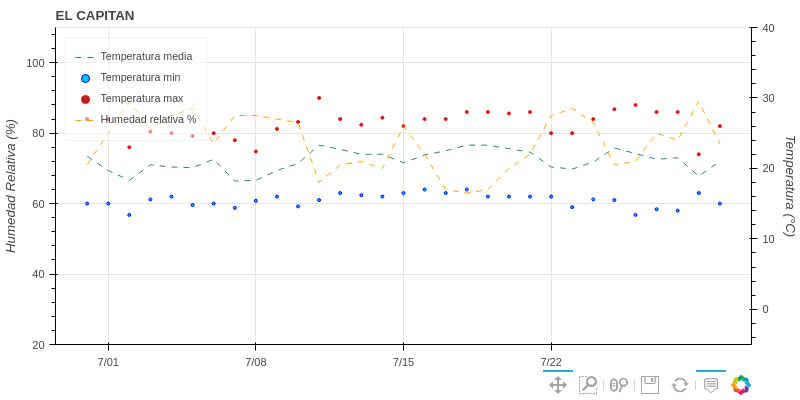 EL CAPITAN
Temperatura media
Temperatura min
Temperatura max
Humedad relativa %
Humedad Relativa (%)
100
80
60
40
20
Temperatura (°C)
40
30
20
10
0
7/01 7/08 7/15 7/22